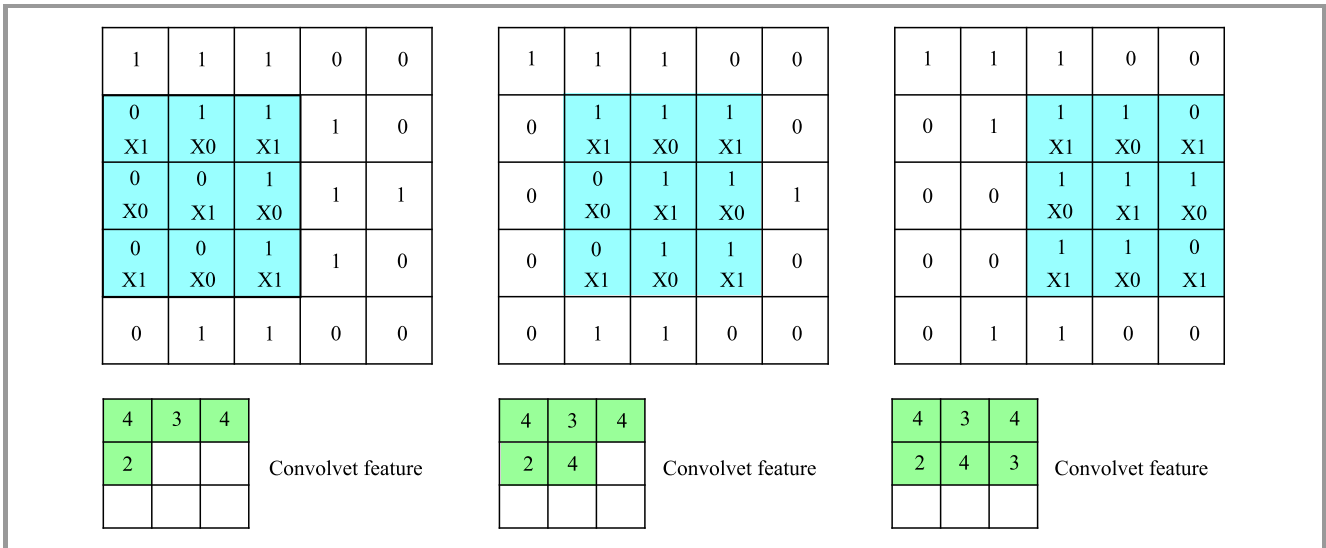 1 1 1 0 0
0 1 1 1 0
X1 X0 X1
0 0 1 1 1
X0 X1 X0
0 0 1 1 0
X1 X0 X1
0 1 1 0 0
1 1 1 0 0
0 1 1 1 0
X1 X0 X1
0 0 1 1 1
X0 X1 X0
0 0 1 1 0
X1 X0 X1
0 1 1 0 0
1 1 1 0 0
0 1 1 1 0
X1 X0 X1
0 0 1 1 1
X0 X1 X0
0 0 1 1 0
X1 X0 X1
0 1 1 0 0
4 3 4
2
Convolvet feature
4 3 4
2 4
Convolvet feature
4 3 4
2 4 3
Convolvet feature